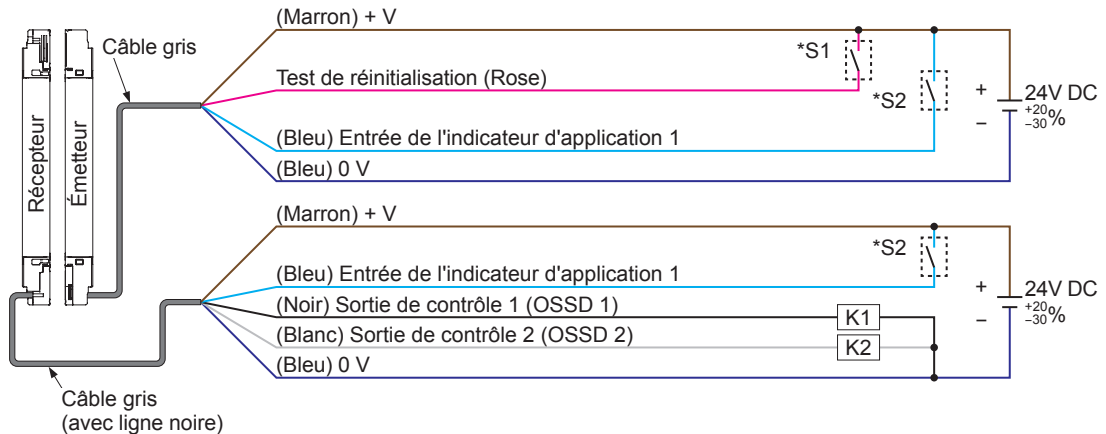 (Marron) + V
Câble gris
*S1
Test de réinitialisation (Rose)
*S2
+
24V DC
+20
–30 %
–
(Bleu) Entrée de l'indicateur d'application 1
(Bleu) 0 V
Récepteur
Émetteur
(Marron) + V
*S2
(Bleu) Entrée de l'indicateur d'application 1
+
24V DC
+20
–30 %
–
(Noir) Sortie de contrôle 1 (OSSD 1)
K1
(Blanc) Sortie de contrôle 2 (OSSD 2)
K2
(Bleu) 0 V
Câble gris
(avec ligne noire)